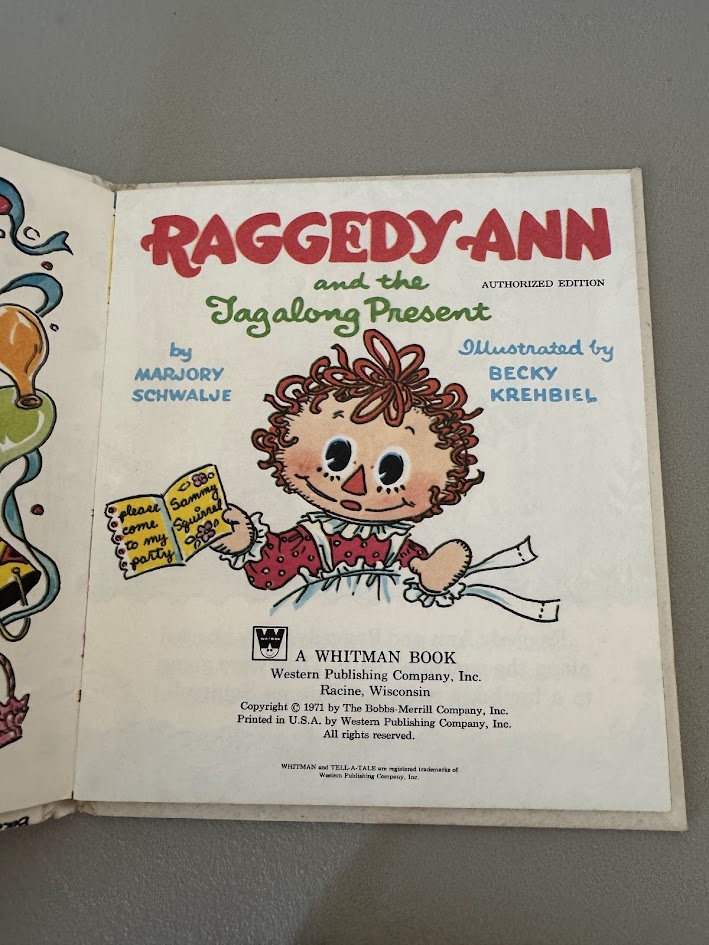 RAGGEDY ANN
and the
AUTHORIZED EDITION
Tagalong Present
by
MARJORY
SCHWALJE
Illustrated by
BECKY
KREHBIEL
please
come
to my
party
Sammy
Squirrel
W
WHITMAN
A WHITMAN BOOK
Western Publishing Company, Inc.
Racine, Wisconsin
Copyright © 1971 by The Bobbs-Merrill Company, Inc.
Printed in U.S.A. by Western Publishing Company, Inc.
All rights reserved.
WHITMAN and TELL-A-TALE are registered trademarks of
Western Publishing Company, Inc.